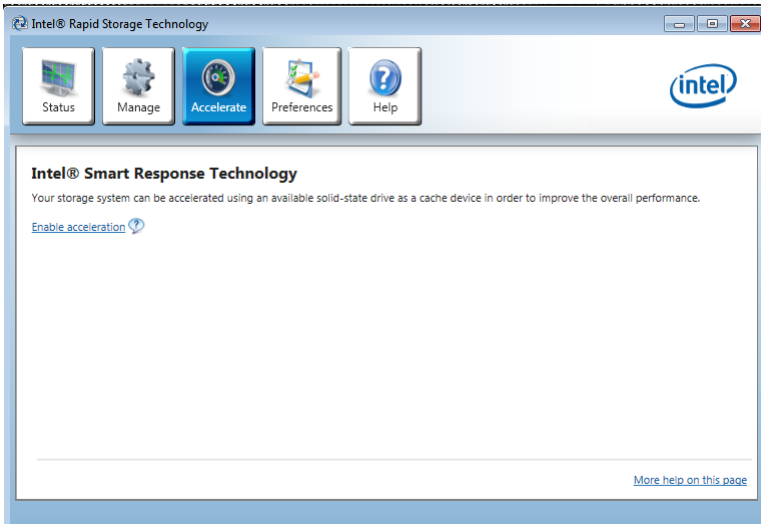 Intel® Rapid Storage Technology
Status
Manage
Accelerate
Preferences
Help
intel
Intel® Smart Response Technology
Your storage system can be accelerated using an available solid-state drive as a cache device in order to improve the overall performance.
Enable acceleration
More help on this page